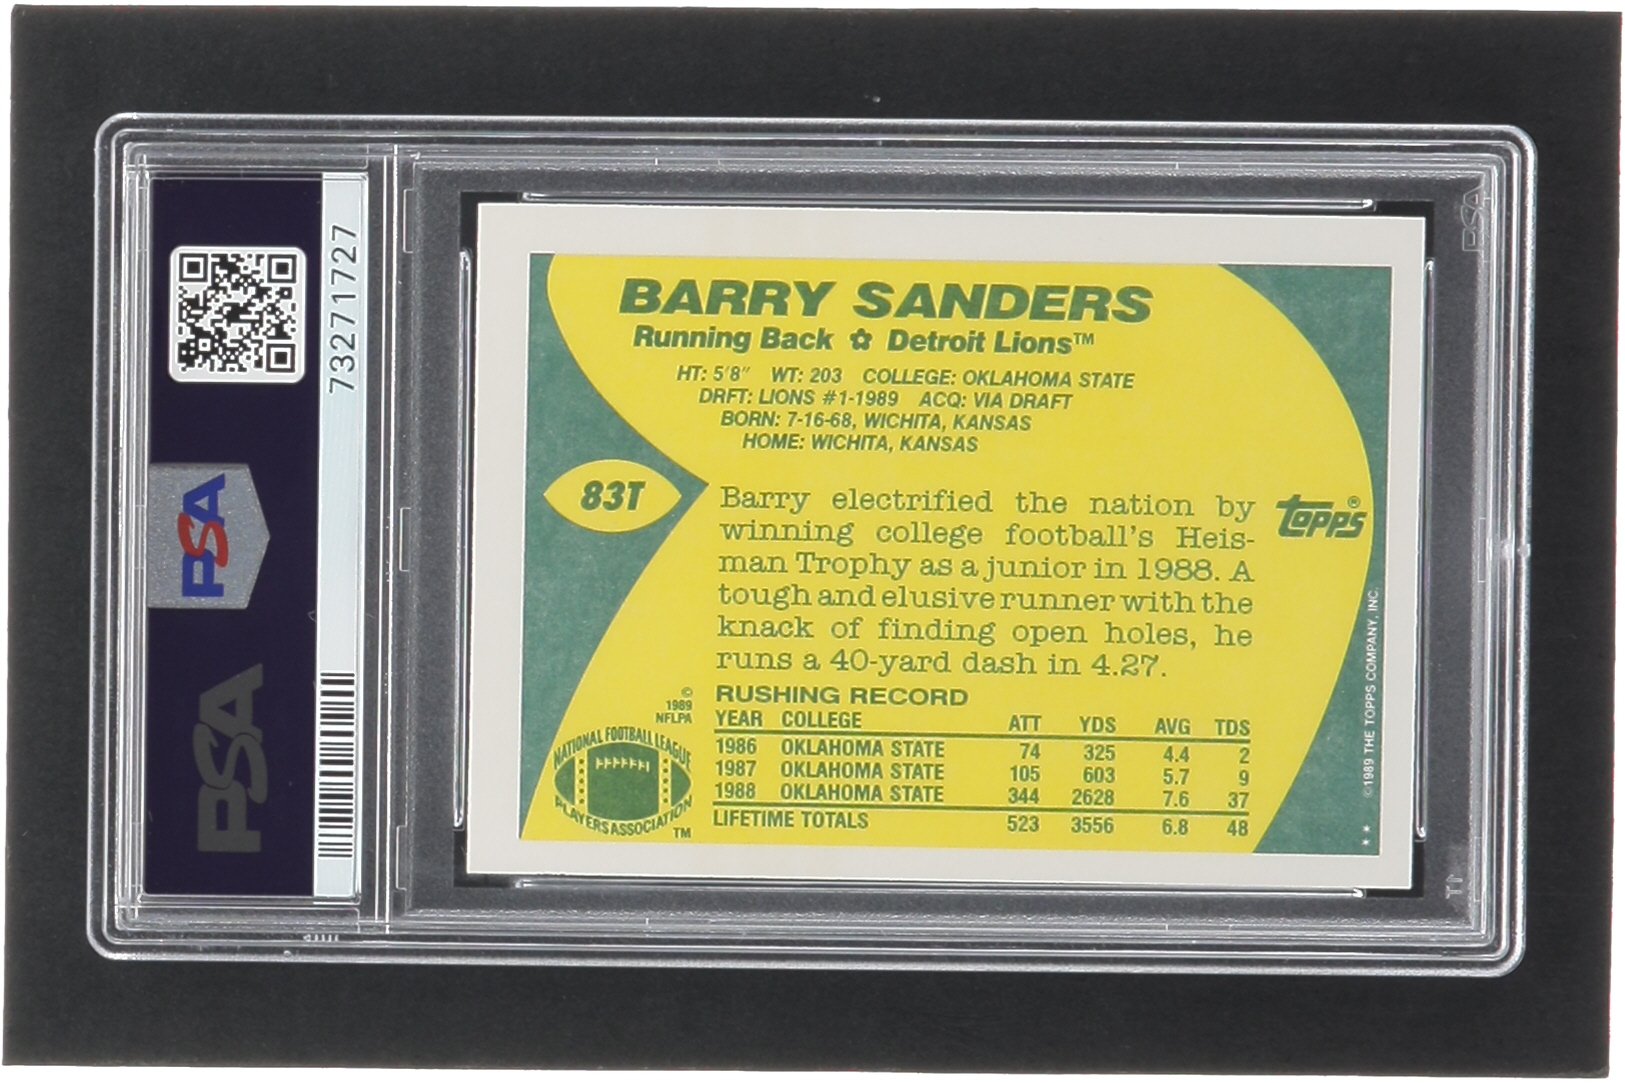 73271727
PSA
PSA
BARRY SANDERS
Running Back ✿ Detroit Lions™
HT: 5'8" WT: 203 COLLEGE: OKLAHOMA STATE
DRFT: LIONS #1-1989 ACQ: VIA DRAFT
BORN: 7-16-68, WICHITA, KANSAS
HOME: WICHITA, KANSAS
83T
Barry electrified the nation by
winning college football's Heis-
man Trophy as a junior in 1988. A
tough and elusive runner with the
knack of finding open holes, he
runs a 40-yard dash in 4.27.
topps®
RUSHING RECORD
YEAR COLLEGE ATT YDS AVG TDS
1986 OKLAHOMA STATE 74 325 4.4 2
1987 OKLAHOMA STATE 105 603 5.7 9
1988 OKLAHOMA STATE 344 2628 7.6 37
LIFETIME TOTALS 523 3556 6.8 48
©
1989
NFLPA
NATIONAL FOOTBALL LEAGUE
PLAYERS ASSOCIATION
TM
**©1989 THE TOPPS COMPANY, INC.
PSA